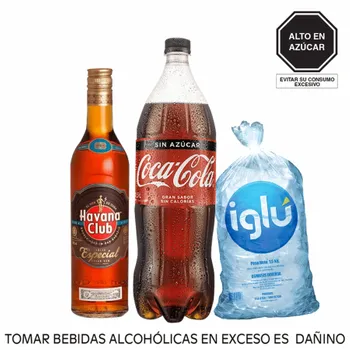 ALTO EN
AZÚCAR
EVITAR SU CONSUMO
EXCESIVO
SIN AZÚCAR
Coca-Cola
GRAN SABOR
SIN CALORÍAS
Havana
Club
Especial
iglú
TOMAR BEBIDAS ALCOHÓLICAS EN EXCESO ES DAÑINO